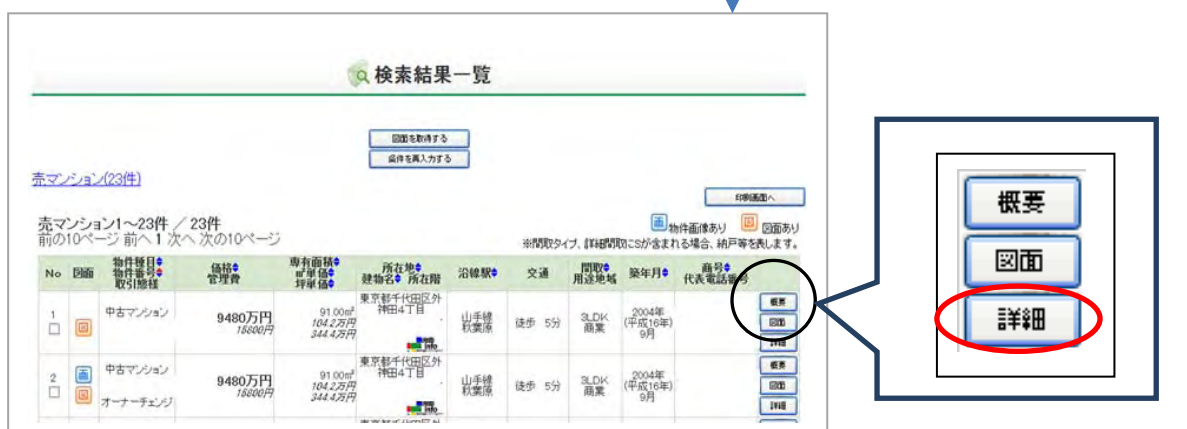 検索結果一覧
図面を取得する
条件を再入力する
売マンション(23件)
印刷画面へ
売マンション1～23件 ／ 23件
前の10ページ 前へ 1 次へ 次の10ページ
画 物件画像あり 図 図面あり
※間取タイプ、詳細間取にSが含まれる場合、納戸等を表します。
No 図面 物件種目 物件番号 取引態様 価格 管理費 専有面積 ㎡単価 坪単価 所在地 建物名 所在階 沿線駅 交通 間取 用途地域 築年月 商号 代表電話番号
1 図 中古マンション 9480万円 15800円 91.00㎡ 104.2万円 344.4万円 東京都千代田区外神田4丁目 山手線 秋葉原 徒歩 5分 3LDK 商業 2004年 (平成16年) 9月 概要 図面 詳細
2 画 図 中古マンション オーナーチェンジ 9480万円 15800円 91.00㎡ 104.2万円 344.4万円 東京都千代田区外神田4丁目 山手線 秋葉原 徒歩 5分 3LDK 商業 2004年 (平成16年) 9月 概要 図面 詳細
概要
図面
詳細